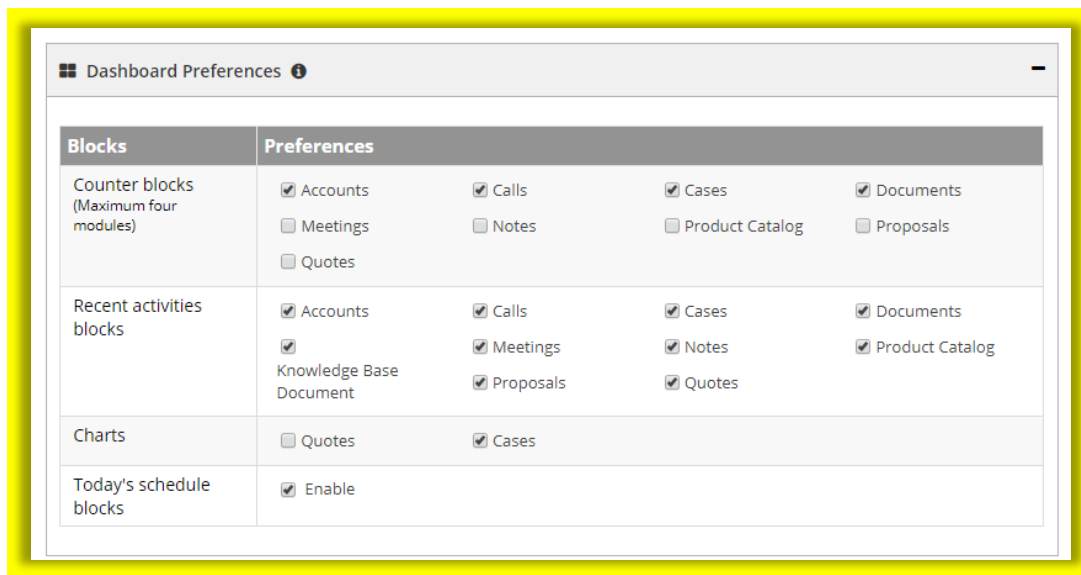 Dashboard Preferences
Blocks Preferences
Counter blocks
(Maximum four
modules)
Accounts Calls Cases Documents
Meetings Notes Product Catalog Proposals
Quotes
Recent activities
blocks
Accounts Calls Cases Documents
Knowledge Base
Document
Meetings Notes Product Catalog
Proposals Quotes
Charts
Quotes Cases
Today's schedule
blocks
Enable